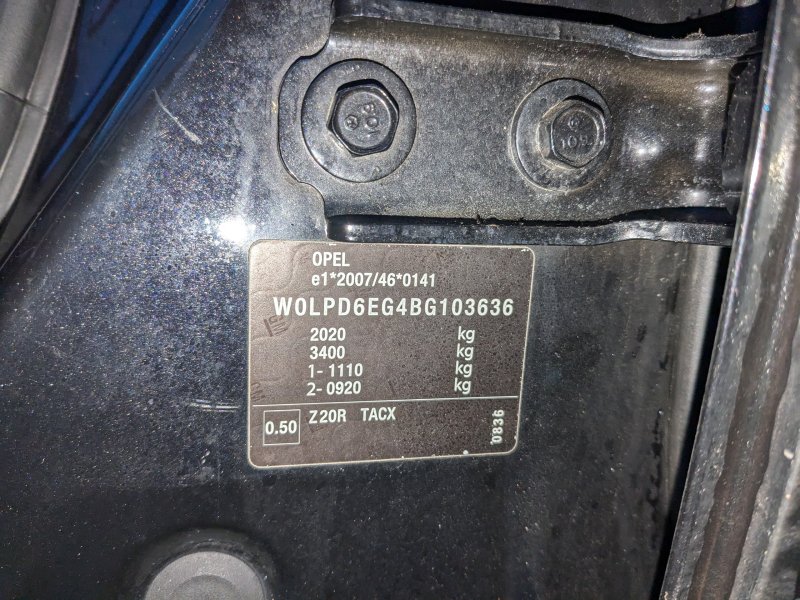 OPEL
e1*2007/46*0141
W0LPD6EG4BG103636
2020 kg
3400 kg
1- 1110 kg
2- 0920 kg
0.50 Z20R TACX
0836